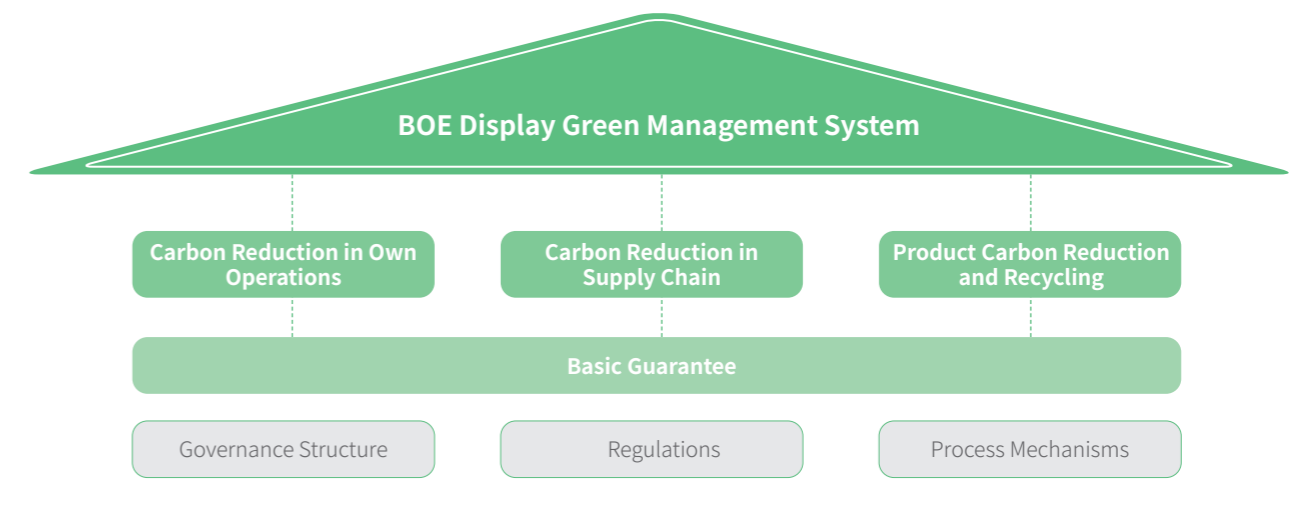 BOE Display Green Management System
Carbon Reduction in Own
Operations
Carbon Reduction in
Supply Chain
Product Carbon Reduction
and Recycling
Basic Guarantee
Governance Structure
Regulations
Process Mechanisms